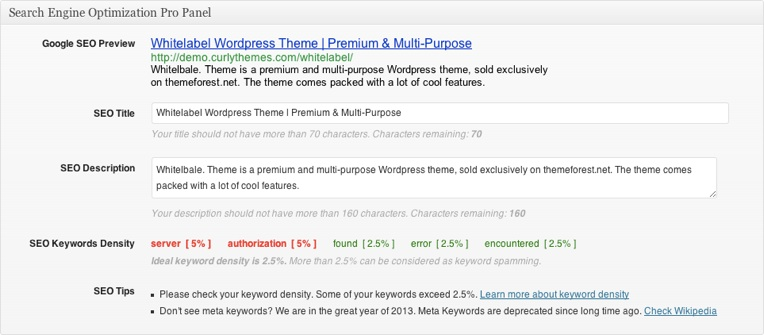 Search Engine Optimization Pro Panel
Google SEO Preview
Whitelabel Wordpress Theme | Premium & Multi-Purpose
http://demo.curlythemes.com/whitelabel/
Whitelbale. Theme is a premium and multi-purpose Wordpress theme, sold exclusively
on themeforest.net. The theme comes packed with a lot of cool features.
SEO Title
Whitelabel Wordpress Theme | Premium & Multi-Purpose
Your title should not have more than 70 characters. Characters remaining: 70
SEO Description
Whitelbale. Theme is a premium and multi-purpose Wordpress theme, sold exclusively on themeforest.net. The theme comes
packed with a lot of cool features.
Your description should not have more than 160 characters. Characters remaining: 160
SEO Keywords Density
server [ 5% ] authorization [ 5% ] found [ 2.5% ] error [ 2.5% ] encountered [ 2.5% ]
Ideal keyword density is 2.5%. More than 2.5% can be considered as keyword spamming.
SEO Tips
Please check your keyword density. Some of your keywords exceed 2.5%. Learn more about keyword density
Don't see meta keywords? We are in the great year of 2013. Meta Keywords are deprecated since long time ago. Check Wikipedia